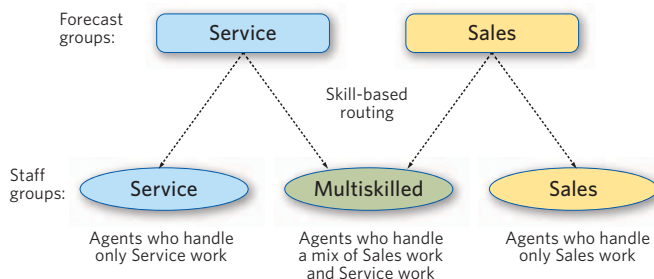 Forecast
groups:
Service
Sales
Skill-based
routing
Staff
groups:
Service
Multiskilled
Sales
Agents who handle
only Service work
Agents who handle
a mix of Sales work
and Service work
Agents who handle
only Sales work